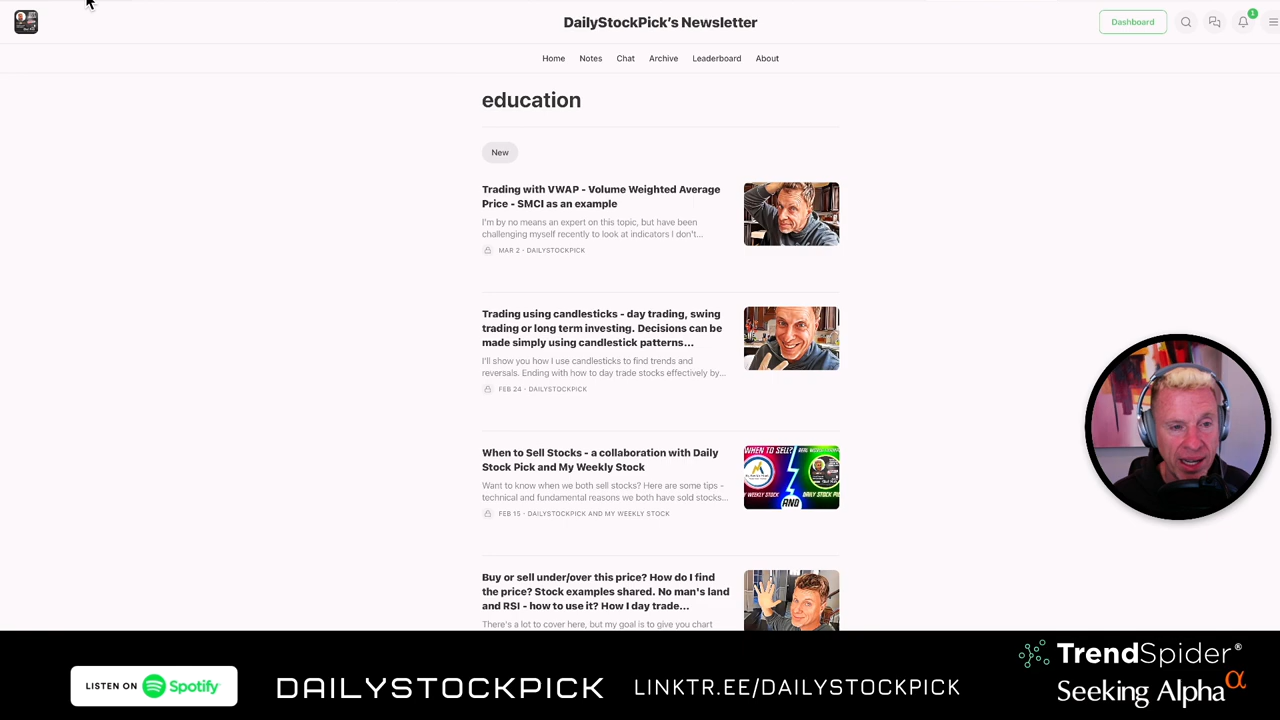 DailyStockPick's Newsletter
Dashboard
1
Home Notes Chat Archive Leaderboard About
education
New
Trading with VWAP - Volume Weighted Average
Price - SMCI as an example
I'm by no means an expert on this topic, but have been
challenging myself recently to look at indicators I don't...
MAR 2 • DAILYSTOCKPICK
Trading using candlesticks - day trading, swing
trading or long term investing. Decisions can be
made simply using candlestick patterns...
I'll show you how I use candlesticks to find trends and
reversals. Ending with how to day trade stocks effectively by...
FEB 24 • DAILYSTOCKPICK
When to Sell Stocks - a collaboration with Daily
Stock Pick and My Weekly Stock
Want to know when we both sell stocks? Here are some tips -
technical and fundamental reasons we both have sold stocks...
FEB 15 • DAILYSTOCKPICK AND MY WEEKLY STOCK
WHEN TO SELL?
AND
Buy or sell under/over this price? How do I find
the price? Stock examples shared. No man's land
and RSI - how to use it? How I day trade...
There's a lot to cover here, but my goal is to give you chart
LISTEN ON Spotify
DAILYSTOCKPICK
LINKTR.EE/DAILYSTOCKPICK
TrendSpider®
Seeking Alpha α